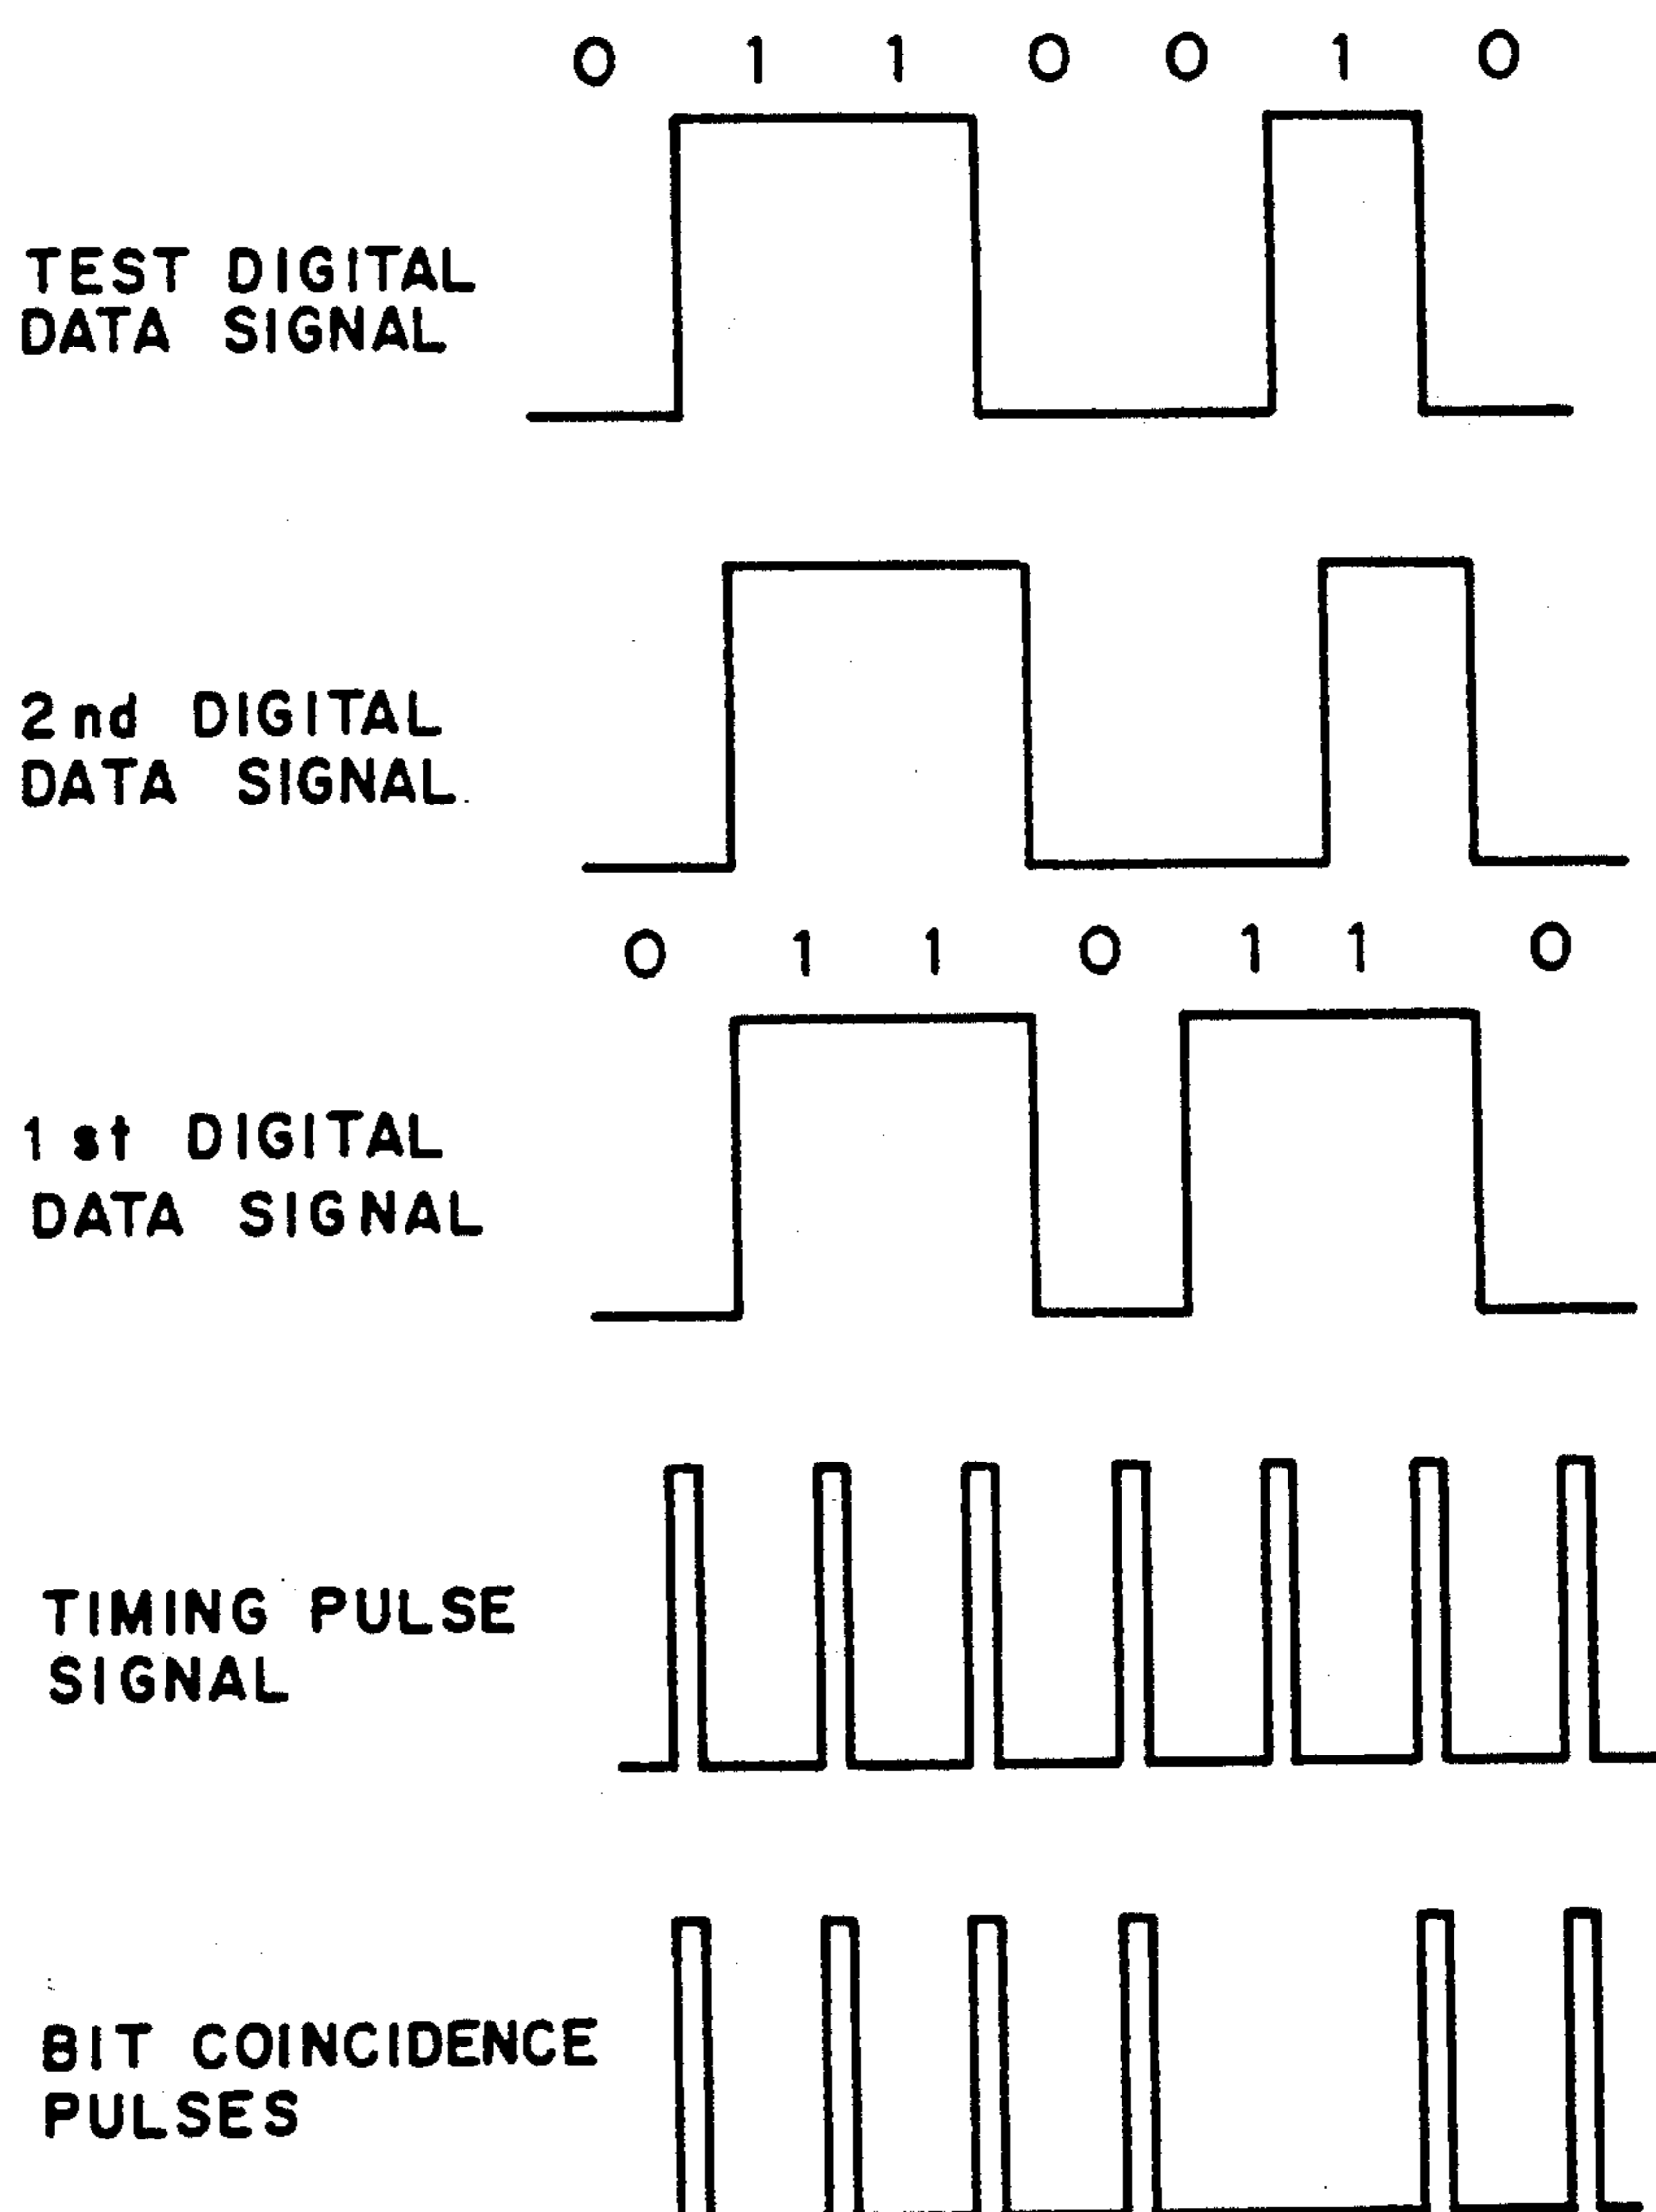 0 1 1 0 0 1 0
TEST DIGITAL
DATA SIGNAL
2nd DIGITAL
DATA SIGNAL
0 1 1 0 1 1 0
1st DIGITAL
DATA SIGNAL
TIMING PULSE
SIGNAL
BIT COINCIDENCE
PULSES